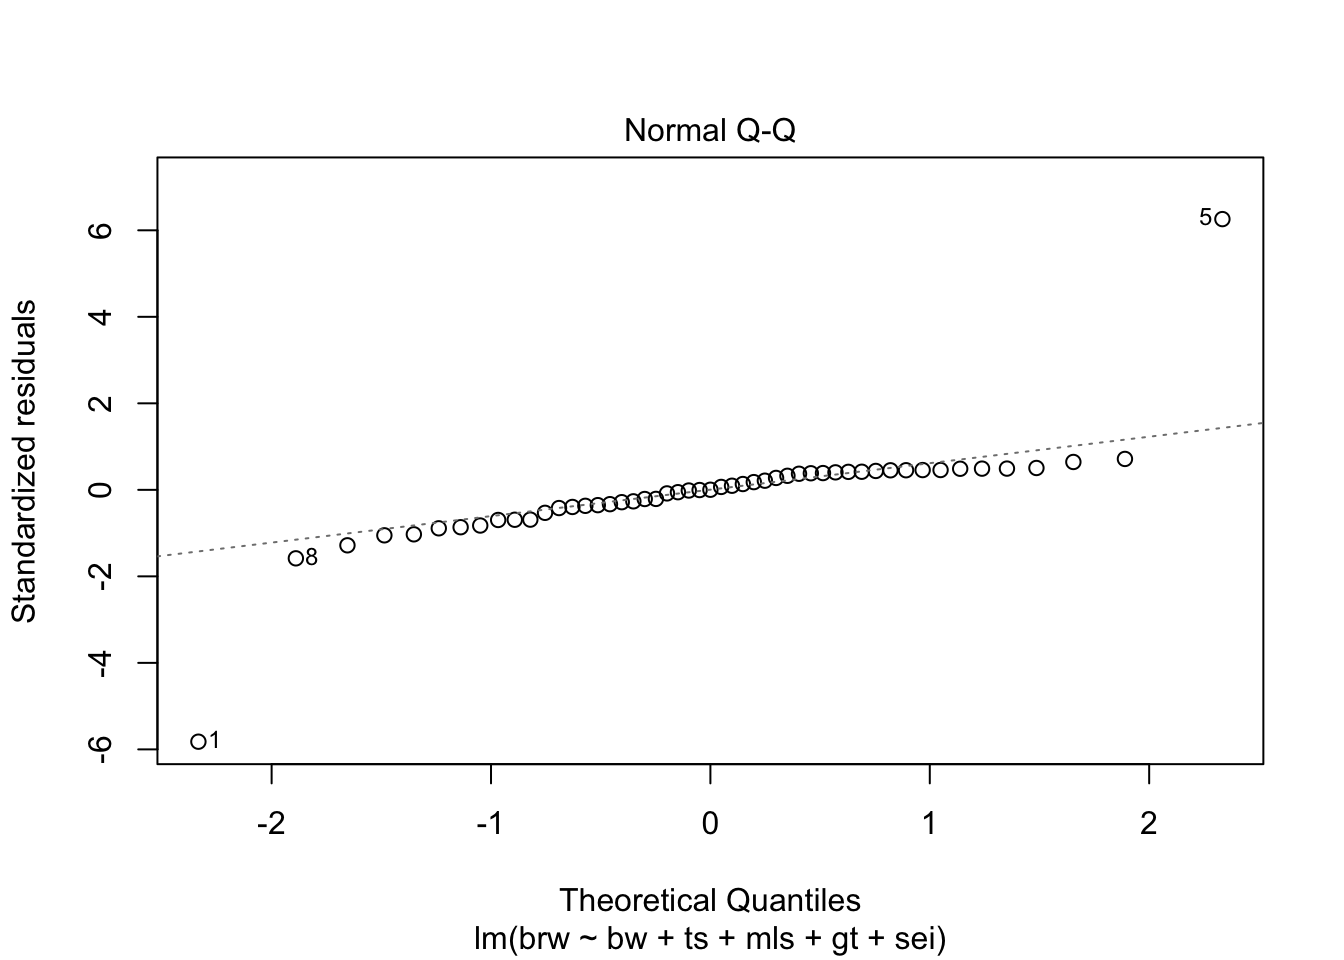 Normal Q-Q
Standardized residuals
6
4
2
0
-2
-4
-6
5
8
1
-2 -1 0 1 2
Theoretical Quantiles
lm(brw ~ bw + ts + mls + gt + sei)